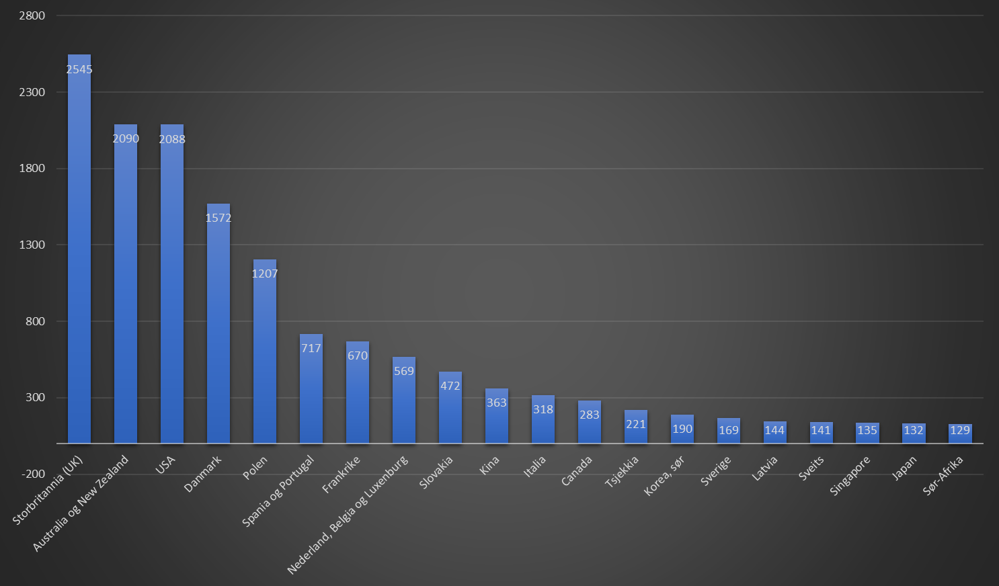 2800
2300
1800
1300
800
300
-200
2545
2090
2088
1572
1207
717
670
569
472
363
318
283
221
190
169
144
141
135
132
129
Storbritannia (UK)
Australia og New Zealand
USA
Danmark
Polen
Spania og Portugal
Frankrike
Nederland, Belgia og Luxenburg
Slovakia
Kina
Italia
Canada
Tsjekkia
Korea, sør
Sverige
Latvia
Sveits
Singapore
Japan
Sør-Afrika